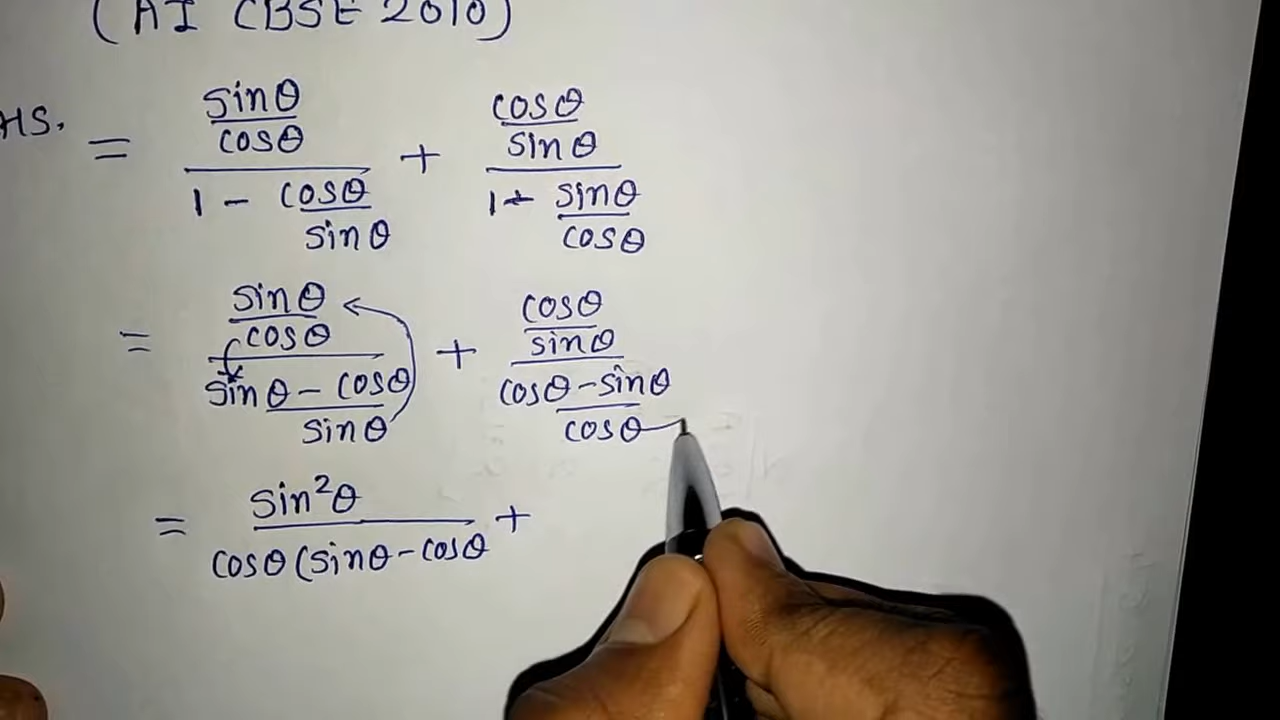 (AI CBSE 2010)
HS. = sinθ/cosθ / 1 - cosθ/sinθ + cosθ/sinθ / 1 - sinθ/cosθ
= sinθ/cosθ / sinθ - cosθ/sinθ + cosθ/sinθ / cosθ - sinθ/cosθ
= sin²θ / cosθ(sinθ - cosθ +